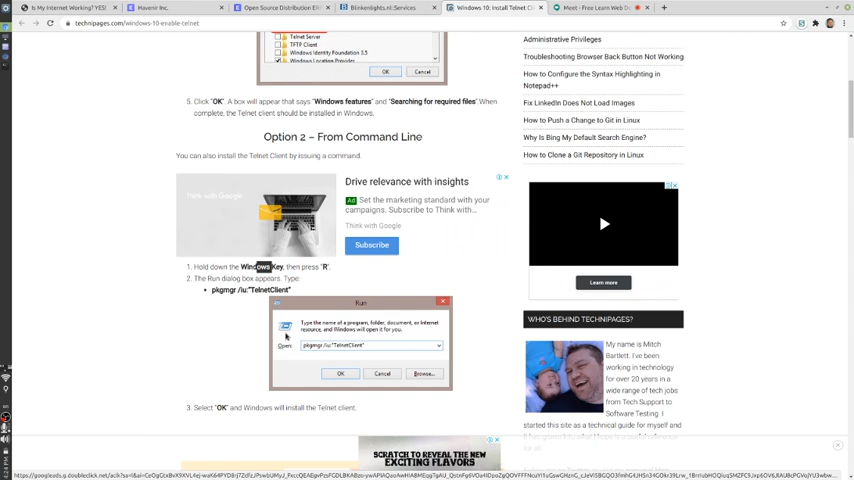 Is My Internet Working? YES!
Mavenir Inc.
Open Source Distribution ER
Blinkenlights.nl::Services
Windows 10: Install Telnet Cl
Meet - Free Learn Web D
technipages.com/windows-10-enable-telnet
Telnet Server
TFTP Client
Windows Identity Foundation 3.5
Windows Location Provider
OK Cancel
5. Click "OK". A box will appear that says "Windows features" and "Searching for required files" When
complete, the Telnet client should be installed in Windows.
Option 2 – From Command Line
You can also install the Telnet Client by issuing a command.
Think with Google
Drive relevance with insights
Ad Set the marketing standard with your
campaigns. Subscribe to Think with...
Think with Google
Subscribe
1. Hold down the Windows Key, then press "R".
2. The Run dialog box appears. Type:
• pkgmgr /iu:"TelnetClient"
Run
Type the name of a program, folder, document, or Internet
resource, and Windows will open it for you.
Open: pkgmgr /iu:"TelnetClient"
OK Cancel Browse...
3. Select "OK" and Windows will install the Telnet client.
Administrative Privileges
Troubleshooting Browser Back Button Not Working
How to Configure the Syntax Highlighting in
Notepad++
Fix LinkedIn Does Not Load Images
How to Push a Change to Git in Linux
Why Is Bing My Default Search Engine?
How to Clone a Git Repository in Linux
Learn more
WHO'S BEHIND TECHNIPAGES?
My name is Mitch
Bartlett. I've been
working in technology
for over 20 years in a
wide range of tech jobs
from Tech Support to
Software Testing. I
started this site as a technical guide for myself and
SCRATCH TO REVEAL THE NEW
EXCITING FLAVORS